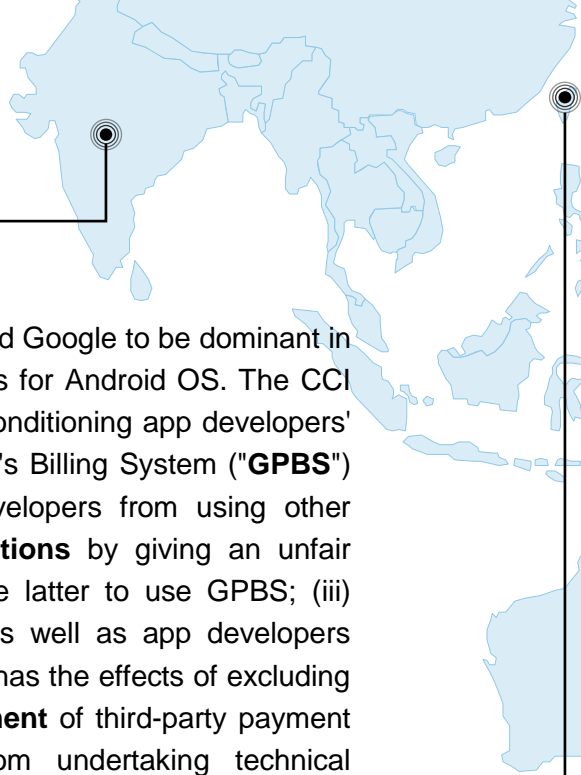 d Google to be dominant in
s for Android OS. The CCI
onditioning app developers'
's Billing System ("GPBS")
velopers from using other
tions by giving an unfair
e latter to use GPBS; (iii)
s well as app developers
has the effects of excluding
ent of third-party payment
om undertaking technical